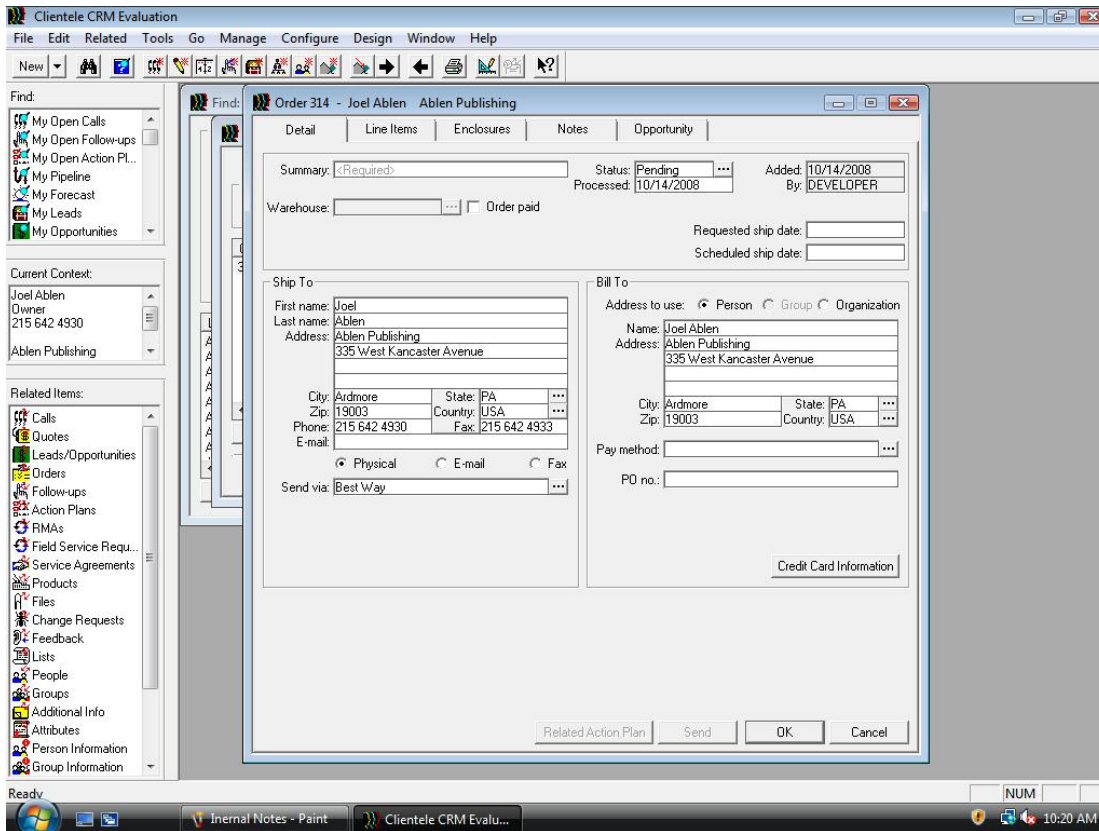 Clientele CRM Evaluation
File Edit Related Tools Go Manage Configure Design Window Help
New
Find:
My Open Calls
My Open Follow-ups
My Open Action Pl...
My Pipeline
My Forecast
My Leads
My Opportunities
Current Context:
Joel Ablen
Owner
215 642 4930
Ablen Publishing
Related Items:
Calls
Quotes
Leads/Opportunities
Orders
Follow-ups
Action Plans
RMAs
Field Service Requ...
Service Agreements
Products
Files
Change Requests
Feedback
Lists
People
Groups
Additional Info
Attributes
Person Information
Group Information
Find:
Order 314 - Joel Ablen Ablen Publishing
Detail Line Items Enclosures Notes Opportunity
Summary: <Required> Status: Pending ... Added: 10/14/2008
Processed: 10/14/2008 By: DEVELOPER
Warehouse: ... Order paid
Requested ship date:
Scheduled ship date:
Ship To
First name: Joel
Last name: Ablen
Address: Ablen Publishing
335 West Kancaster Avenue
City: Ardmore State: PA ...
Zip: 19003 Country: USA ...
Phone: 215 642 4930 Fax: 215 642 4933
E-mail:
Physical E-mail Fax
Send via: Best Way ...
Bill To
Address to use: Person Group Organization
Name: Joel Ablen
Address: Ablen Publishing
335 West Kancaster Avenue
City: Ardmore State: PA ...
Zip: 19003 Country: USA ...
Pay method: ...
PO no.:
Credit Card Information
Related Action Plan Send OK Cancel
Ready NUM
Inernal Notes - Paint Clientele CRM Evalu... 10:20 AM